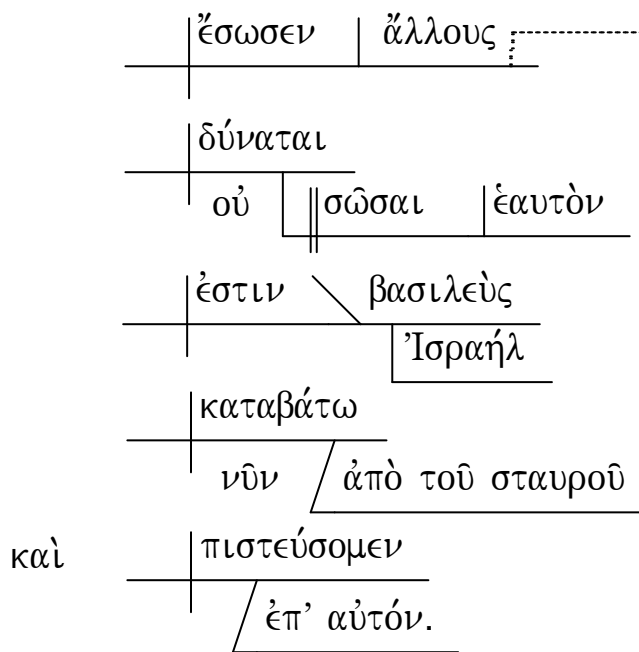 ἔσωσεν ἄλλους
δύναται
οὐ σῶσαι ἑαυτὸν
ἐστιν βασιλεὺς
Ἰσραήλ
καταβάτω
νῦν ἀπὸ τοῦ σταυροῦ
καὶ πιστεύσομεν
ἐπ’ αὐτόν.